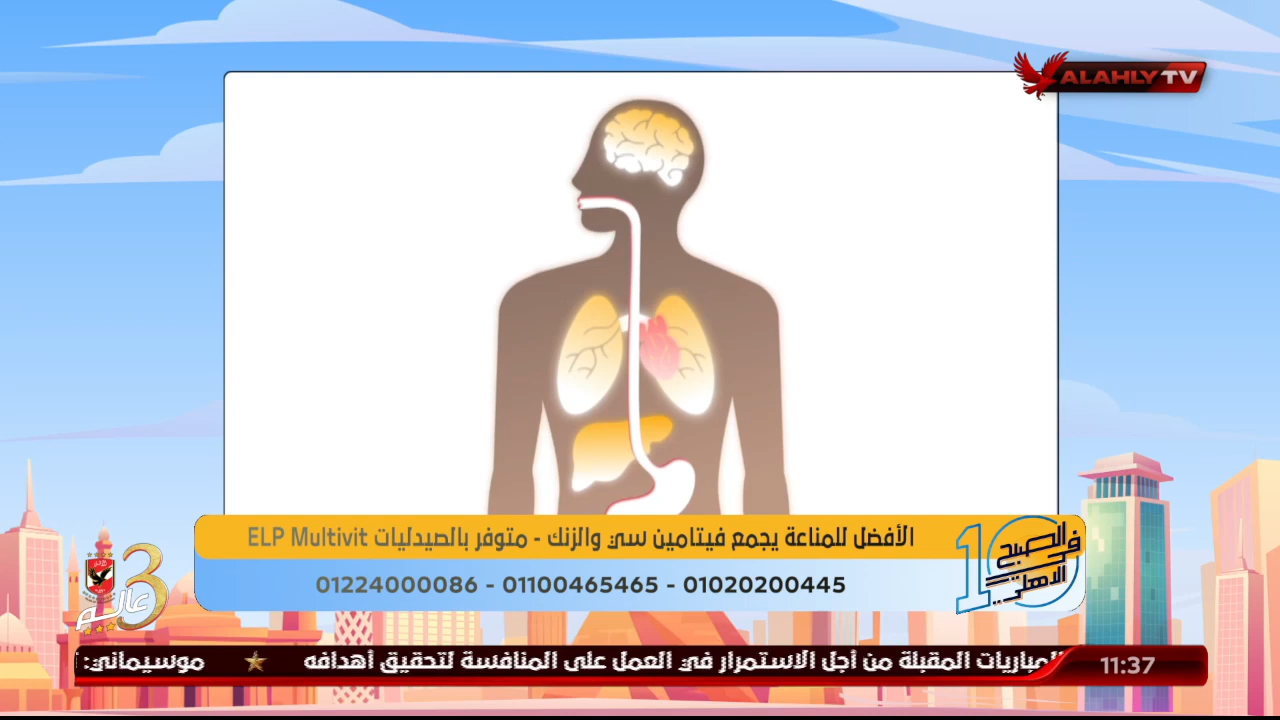 ALAHLY TV
الأفضل للمناعة يجمع فيتامين سي والزنك - متوفر بالصيدليات ELP Multivit
01224000086 - 01100465465 - 01020200445
10
الصبح
في
الاهلي
3
عالم
المباريات المقبلة من أجل الاستمرار في العمل على المنافسة لتحقيق أهدافه ★ موسيماني:
11:37